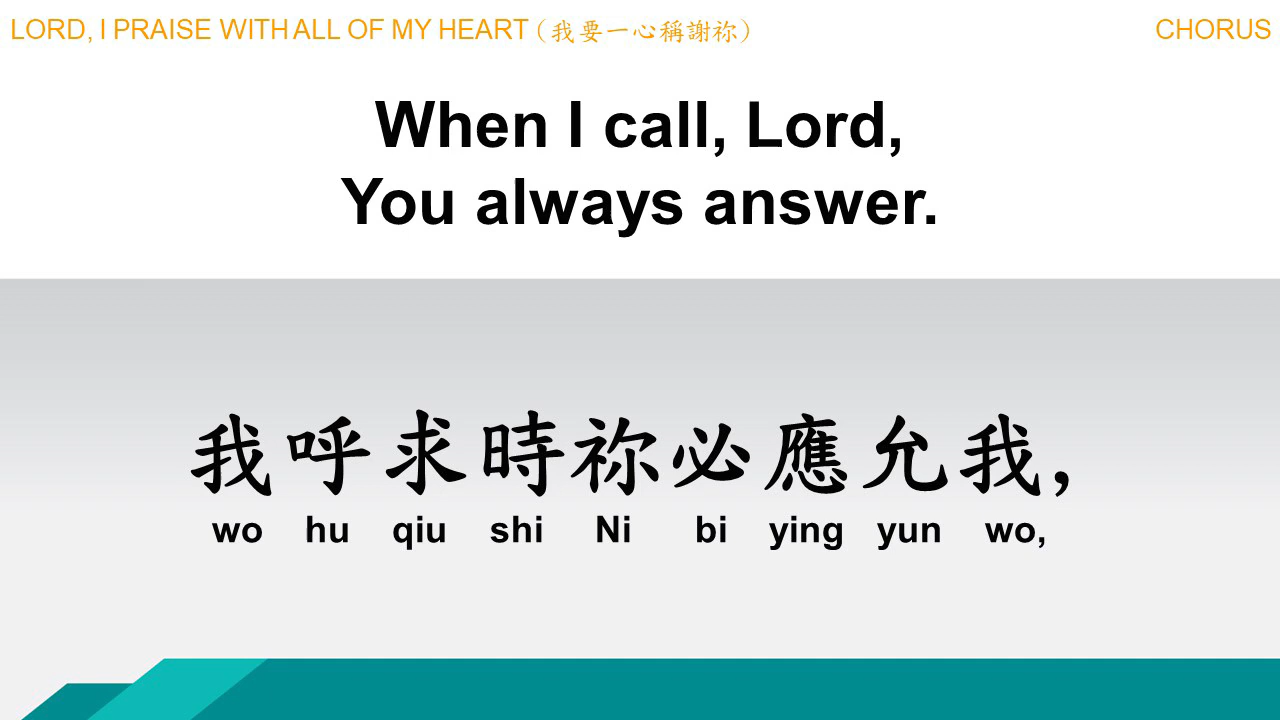 LORD, I PRAISE WITH ALL OF MY HEART (我要一心稱謝祢) CHORUS
When I call, Lord,
You always answer.
我呼求時祢必應允我,
wo hu qiu shi Ni bi ying yun wo,